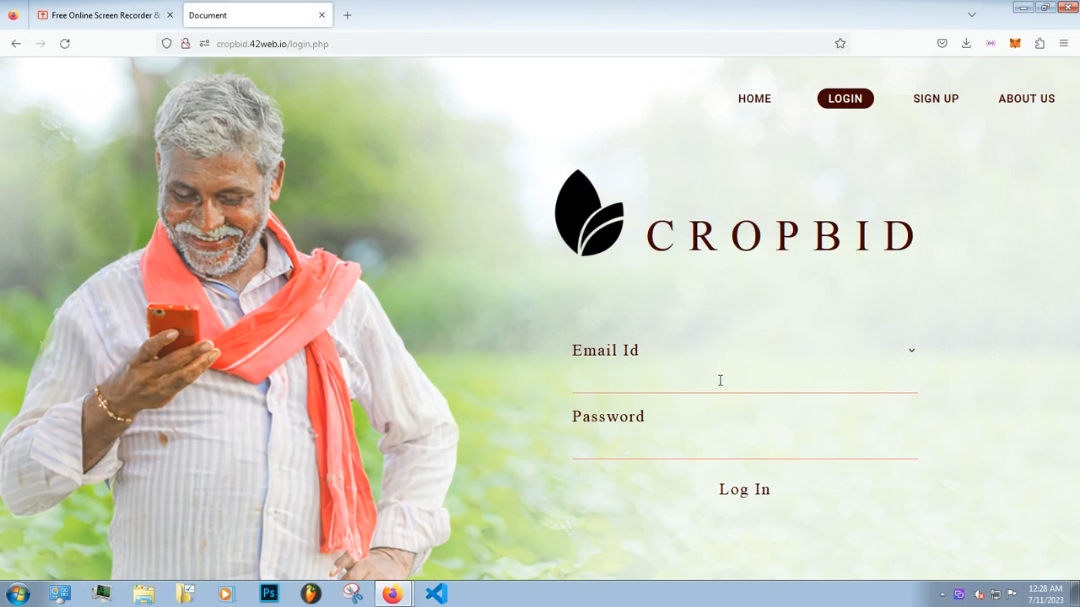 Free Online Screen Recorder &
Document
cropbid.42web.io/login.php
HOME
LOGIN
SIGN UP
ABOUT US
CROPBID
Email Id
Password
Log In
Ps
12:28 AM
7/11/2023